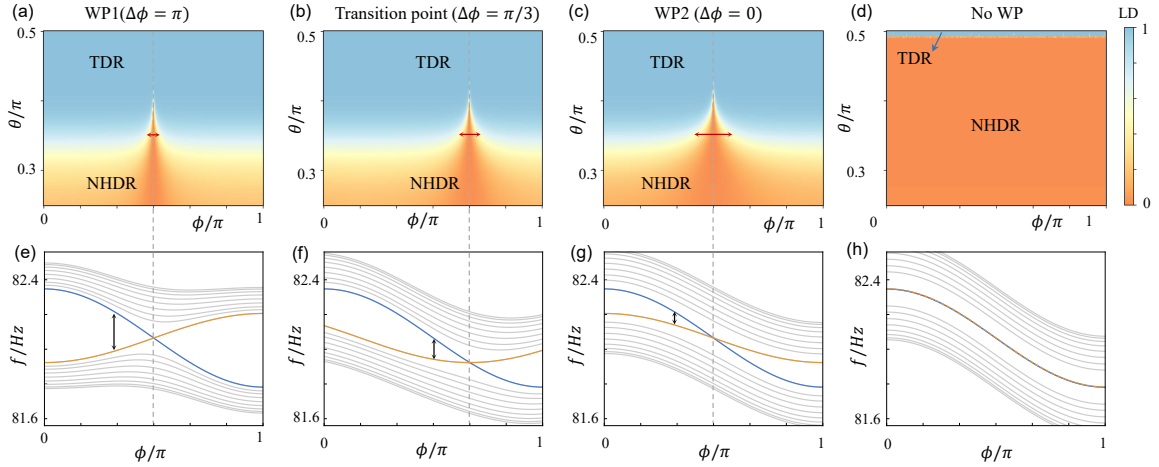 (a) WP1(Δϕ = π)
(b) Transition point (Δϕ = π/3)
(c) WP2 (Δϕ = 0)
(d) No WP
LD
0.5
TDR
θ/π
0.3
NHDR
0
ϕ/π
1
0.5
TDR
θ/π
0.3
NHDR
0
ϕ/π
1
0.5
TDR
θ/π
0.3
NHDR
0
ϕ/π
1
0.5
TDR
θ/π
NHDR
0.3
0
ϕ/π
1
1
0
(e)
82.4
f/Hz
81.6
0
ϕ/π
1
(f)
82.4
f/Hz
81.6
0
ϕ/π
1
(g)
82.4
f/Hz
81.6
0
ϕ/π
1
(h)
82.4
f/Hz
81.6
0
ϕ/π
1